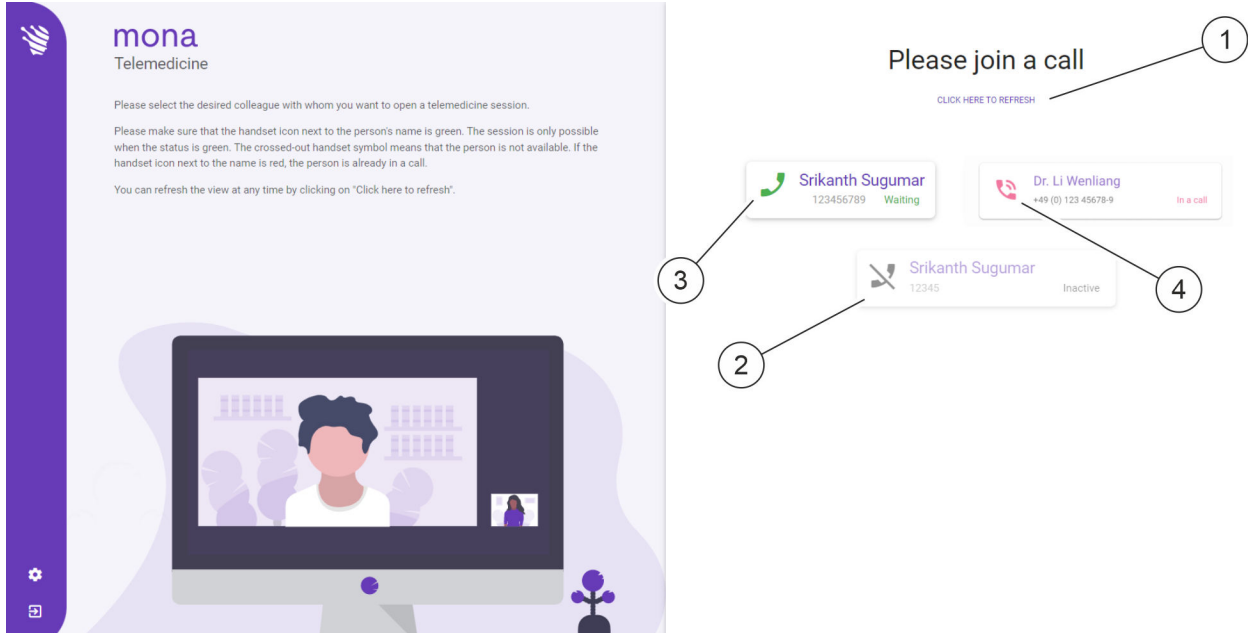 mona
Telemedicine
Please select the desired colleague with whom you want to open a telemedicine session.
Please make sure that the handset icon next to the person's name is green. The session is only possible
when the status is green. The crossed-out handset symbol means that the person is not available. If the
handset icon next to the name is red, the person is already in a call.
You can refresh the view at any time by clicking on "Click here to refresh".
Please join a call
1
CLICK HERE TO REFRESH
Srikanth Sugumar
123456789 Waiting
Dr. Li Wenliang
+49 (0) 123 45678-9 In a call
3
Srikanth Sugumar
12345 Inactive
4
2